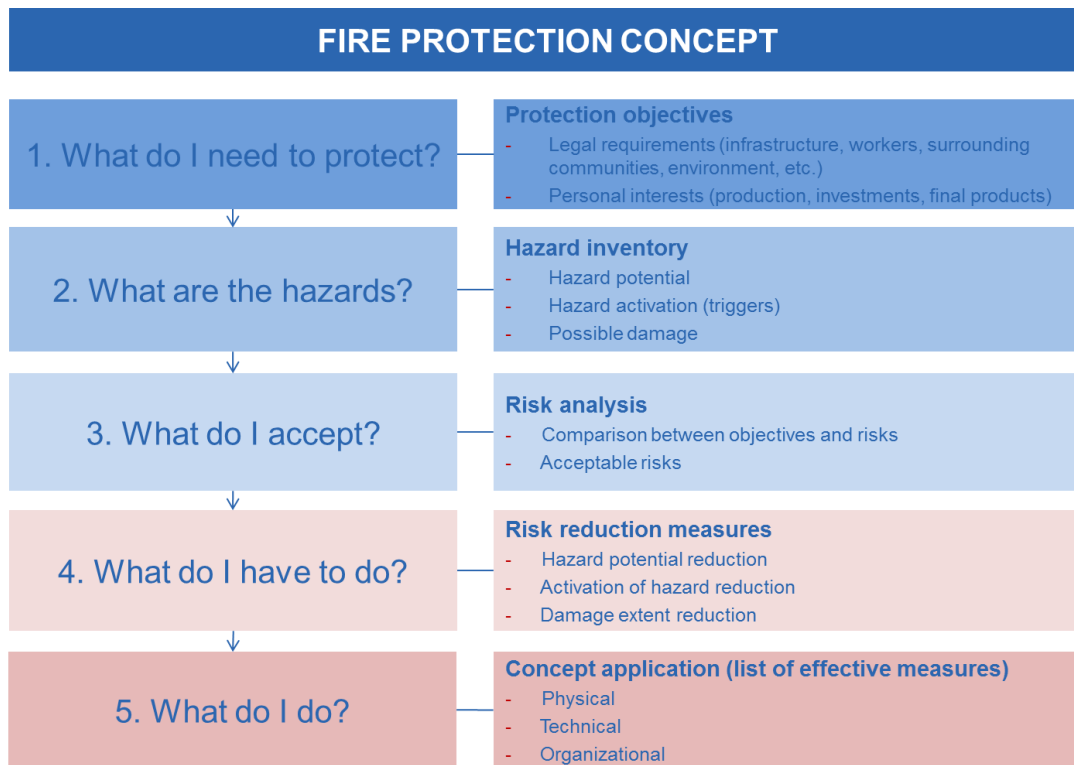 FIRE PROTECTION CONCEPT
1. What do I need to protect?
Protection objectives
- Legal requirements (infrastructure, workers, surrounding
communities, environment, etc.)
- Personal interests (production, investments, final products)
2. What are the hazards?
Hazard inventory
- Hazard potential
- Hazard activation (triggers)
- Possible damage
3. What do I accept?
Risk analysis
- Comparison between objectives and risks
- Acceptable risks
4. What do I have to do?
Risk reduction measures
- Hazard potential reduction
- Activation of hazard reduction
- Damage extent reduction
5. What do I do?
Concept application (list of effective measures)
- Physical
- Technical
- Organizational